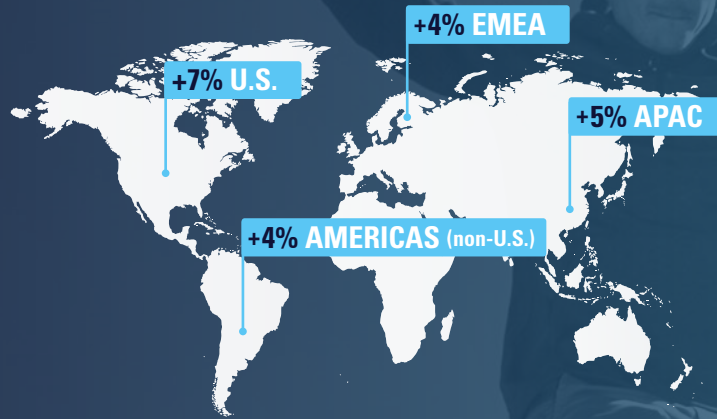 +4% EMEA
+7% U.S.
+5% APAC
+4% AMERICAS (non-U.S.)